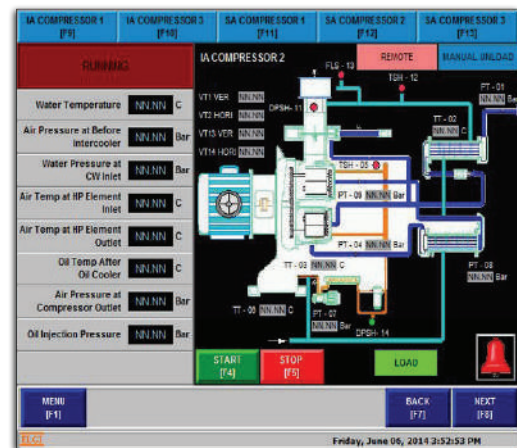 IA COMPRESSOR 1
[F9]
IA COMPRESSOR 3
[F10]
SA COMPRESSOR 1
[F11]
SA COMPRESSOR 2
[F12]
SA COMPRESSOR 3
[F13]
RUNNING
IA COMPRESSOR 2
REMOTE
MANUAL UNLOAD
FLS - 13
TSH - 12
PT - 01
NN.NN Bar
VT1 VER NN.NN
VT2 HORI NN.NN
VT13 VER NN.NN
VT14 HORI NN.NN
DPSH- 11
TT - 02
NN.NN C
Water Temperature NN.NN C
Air Pressure at Before
Intercooler NN.NN Bar
Water Pressure at
CW Inlet NN.NN Bar
Air Temp at HP Element
Inlet NN.NN C
Air Temp at HP Element
Outlet NN.NN C
Oil Temp After
Oil Cooler NN.NN C
Air Pressure at
Compressor Outlet NN.NN Bar
Oil Injection Pressure NN.NN Bar
TSH - 05
NN.NN Bar
PT - 04 NN.NN Bar
TT - 03 NN.NN C
PT - 08
NN.NN Bar
NN.NN C
PT - 07
NN.NN Bar
DPSH- 14
START
[F4]
STOP
[F5]
LOAD
MENU
[F1]
BACK
[F7]
NEXT
[F8]
ELGI
Friday, June 06, 2014 3:52:53 PM